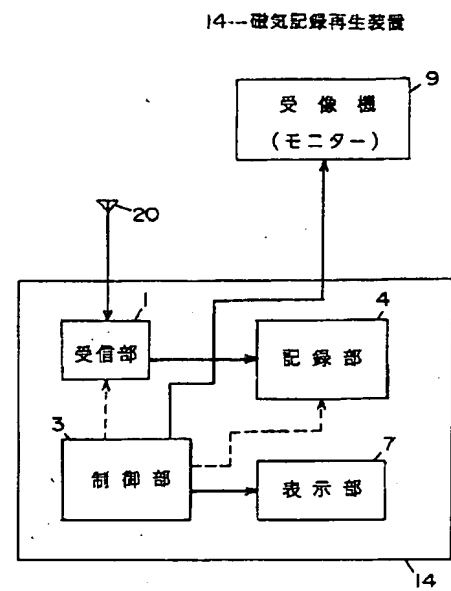 14---磁気記録再生装置
9
受像機
(モニター)
20
1
4
受信部
記録部
3
7
制御部
表示部
14